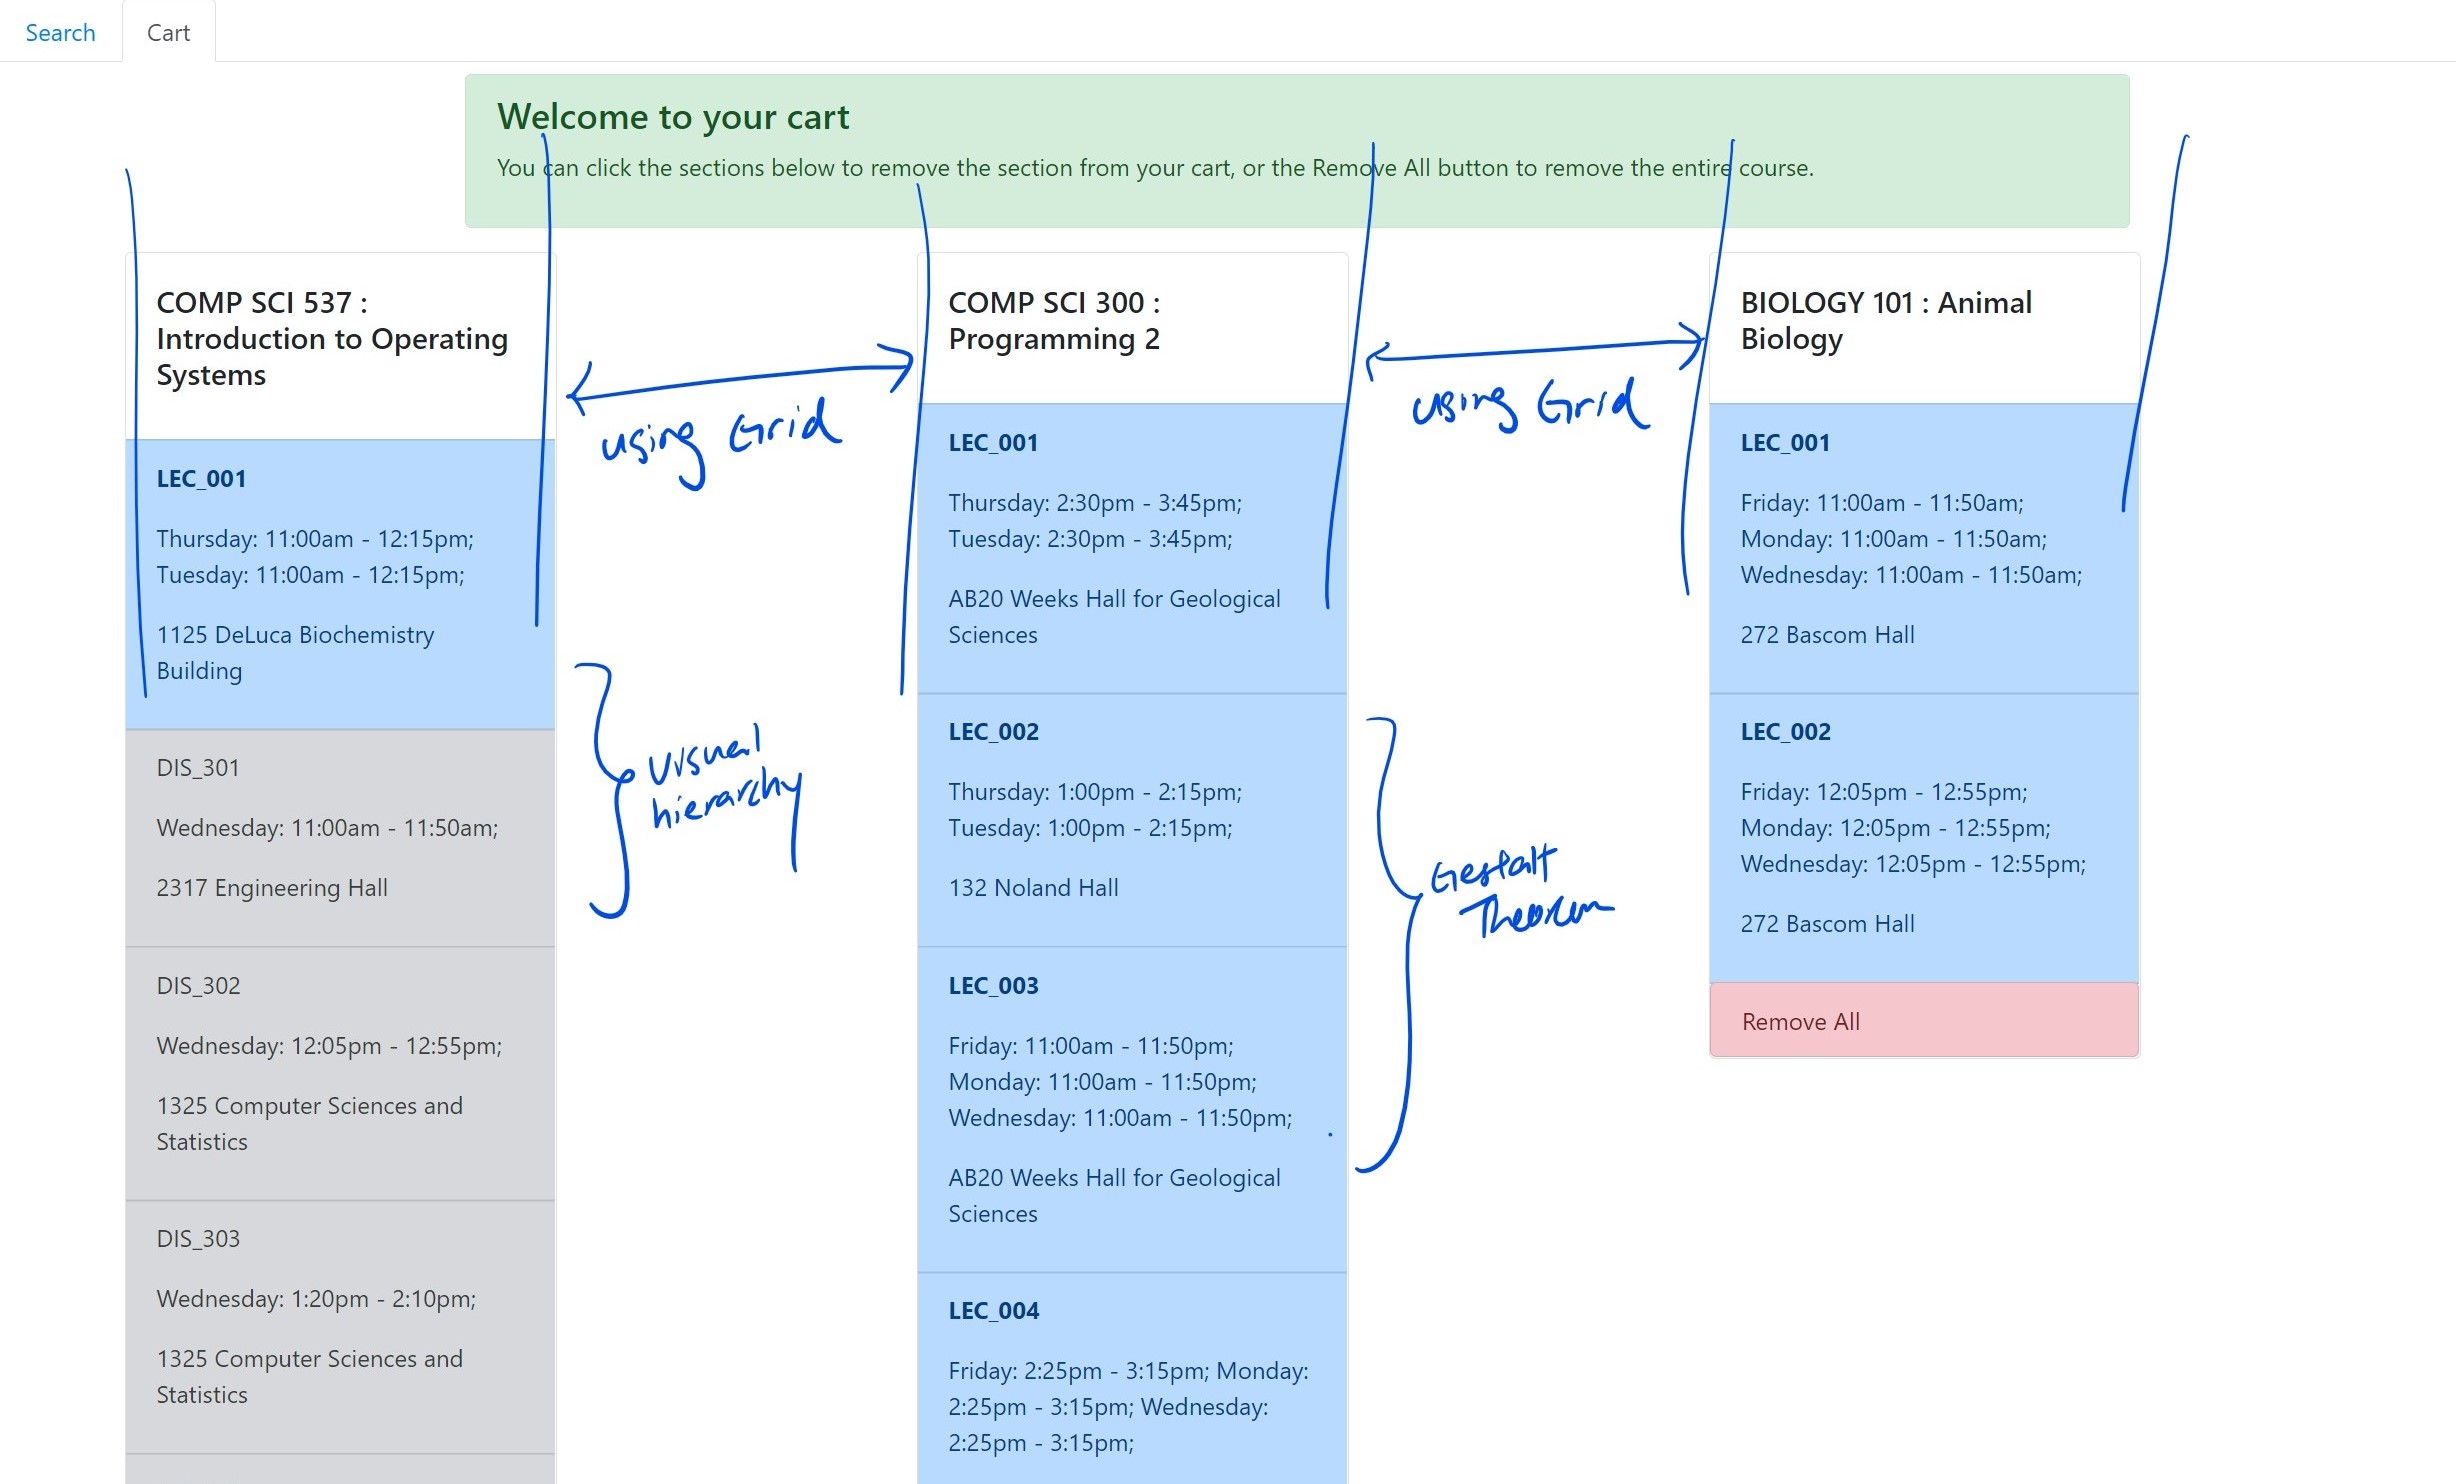 Search
Cart
Welcome to your cart
You can click the sections below to remove the section from your cart, or the Remove All button to remove the entire course.
COMP SCI 537 :
Introduction to Operating
Systems
LEC_001
Thursday: 11:00am - 12:15pm;
Tuesday: 11:00am - 12:15pm;
1125 DeLuca Biochemistry
Building
DIS_301
Wednesday: 11:00am - 11:50am;
2317 Engineering Hall
DIS_302
Wednesday: 12:05pm - 12:55pm;
1325 Computer Sciences and
Statistics
DIS_303
Wednesday: 1:20pm - 2:10pm;
1325 Computer Sciences and
Statistics
using Grid
visual
hierarchy
COMP SCI 300 :
Programming 2
LEC_001
Thursday: 2:30pm - 3:45pm;
Tuesday: 2:30pm - 3:45pm;
AB20 Weeks Hall for Geological
Sciences
LEC_002
Thursday: 1:00pm - 2:15pm;
Tuesday: 1:00pm - 2:15pm;
132 Noland Hall
LEC_003
Friday: 11:00am - 11:50pm;
Monday: 11:00am - 11:50pm;
Wednesday: 11:00am - 11:50pm;
AB20 Weeks Hall for Geological
Sciences
LEC_004
Friday: 2:25pm - 3:15pm; Monday:
2:25pm - 3:15pm; Wednesday:
2:25pm - 3:15pm;
using Grid
Gestalt
Theorem
BIOLOGY 101 : Animal
Biology
LEC_001
Friday: 11:00am - 11:50am;
Monday: 11:00am - 11:50am;
Wednesday: 11:00am - 11:50am;
272 Bascom Hall
LEC_002
Friday: 12:05pm - 12:55pm;
Monday: 12:05pm - 12:55pm;
Wednesday: 12:05pm - 12:55pm;
272 Bascom Hall
Remove All